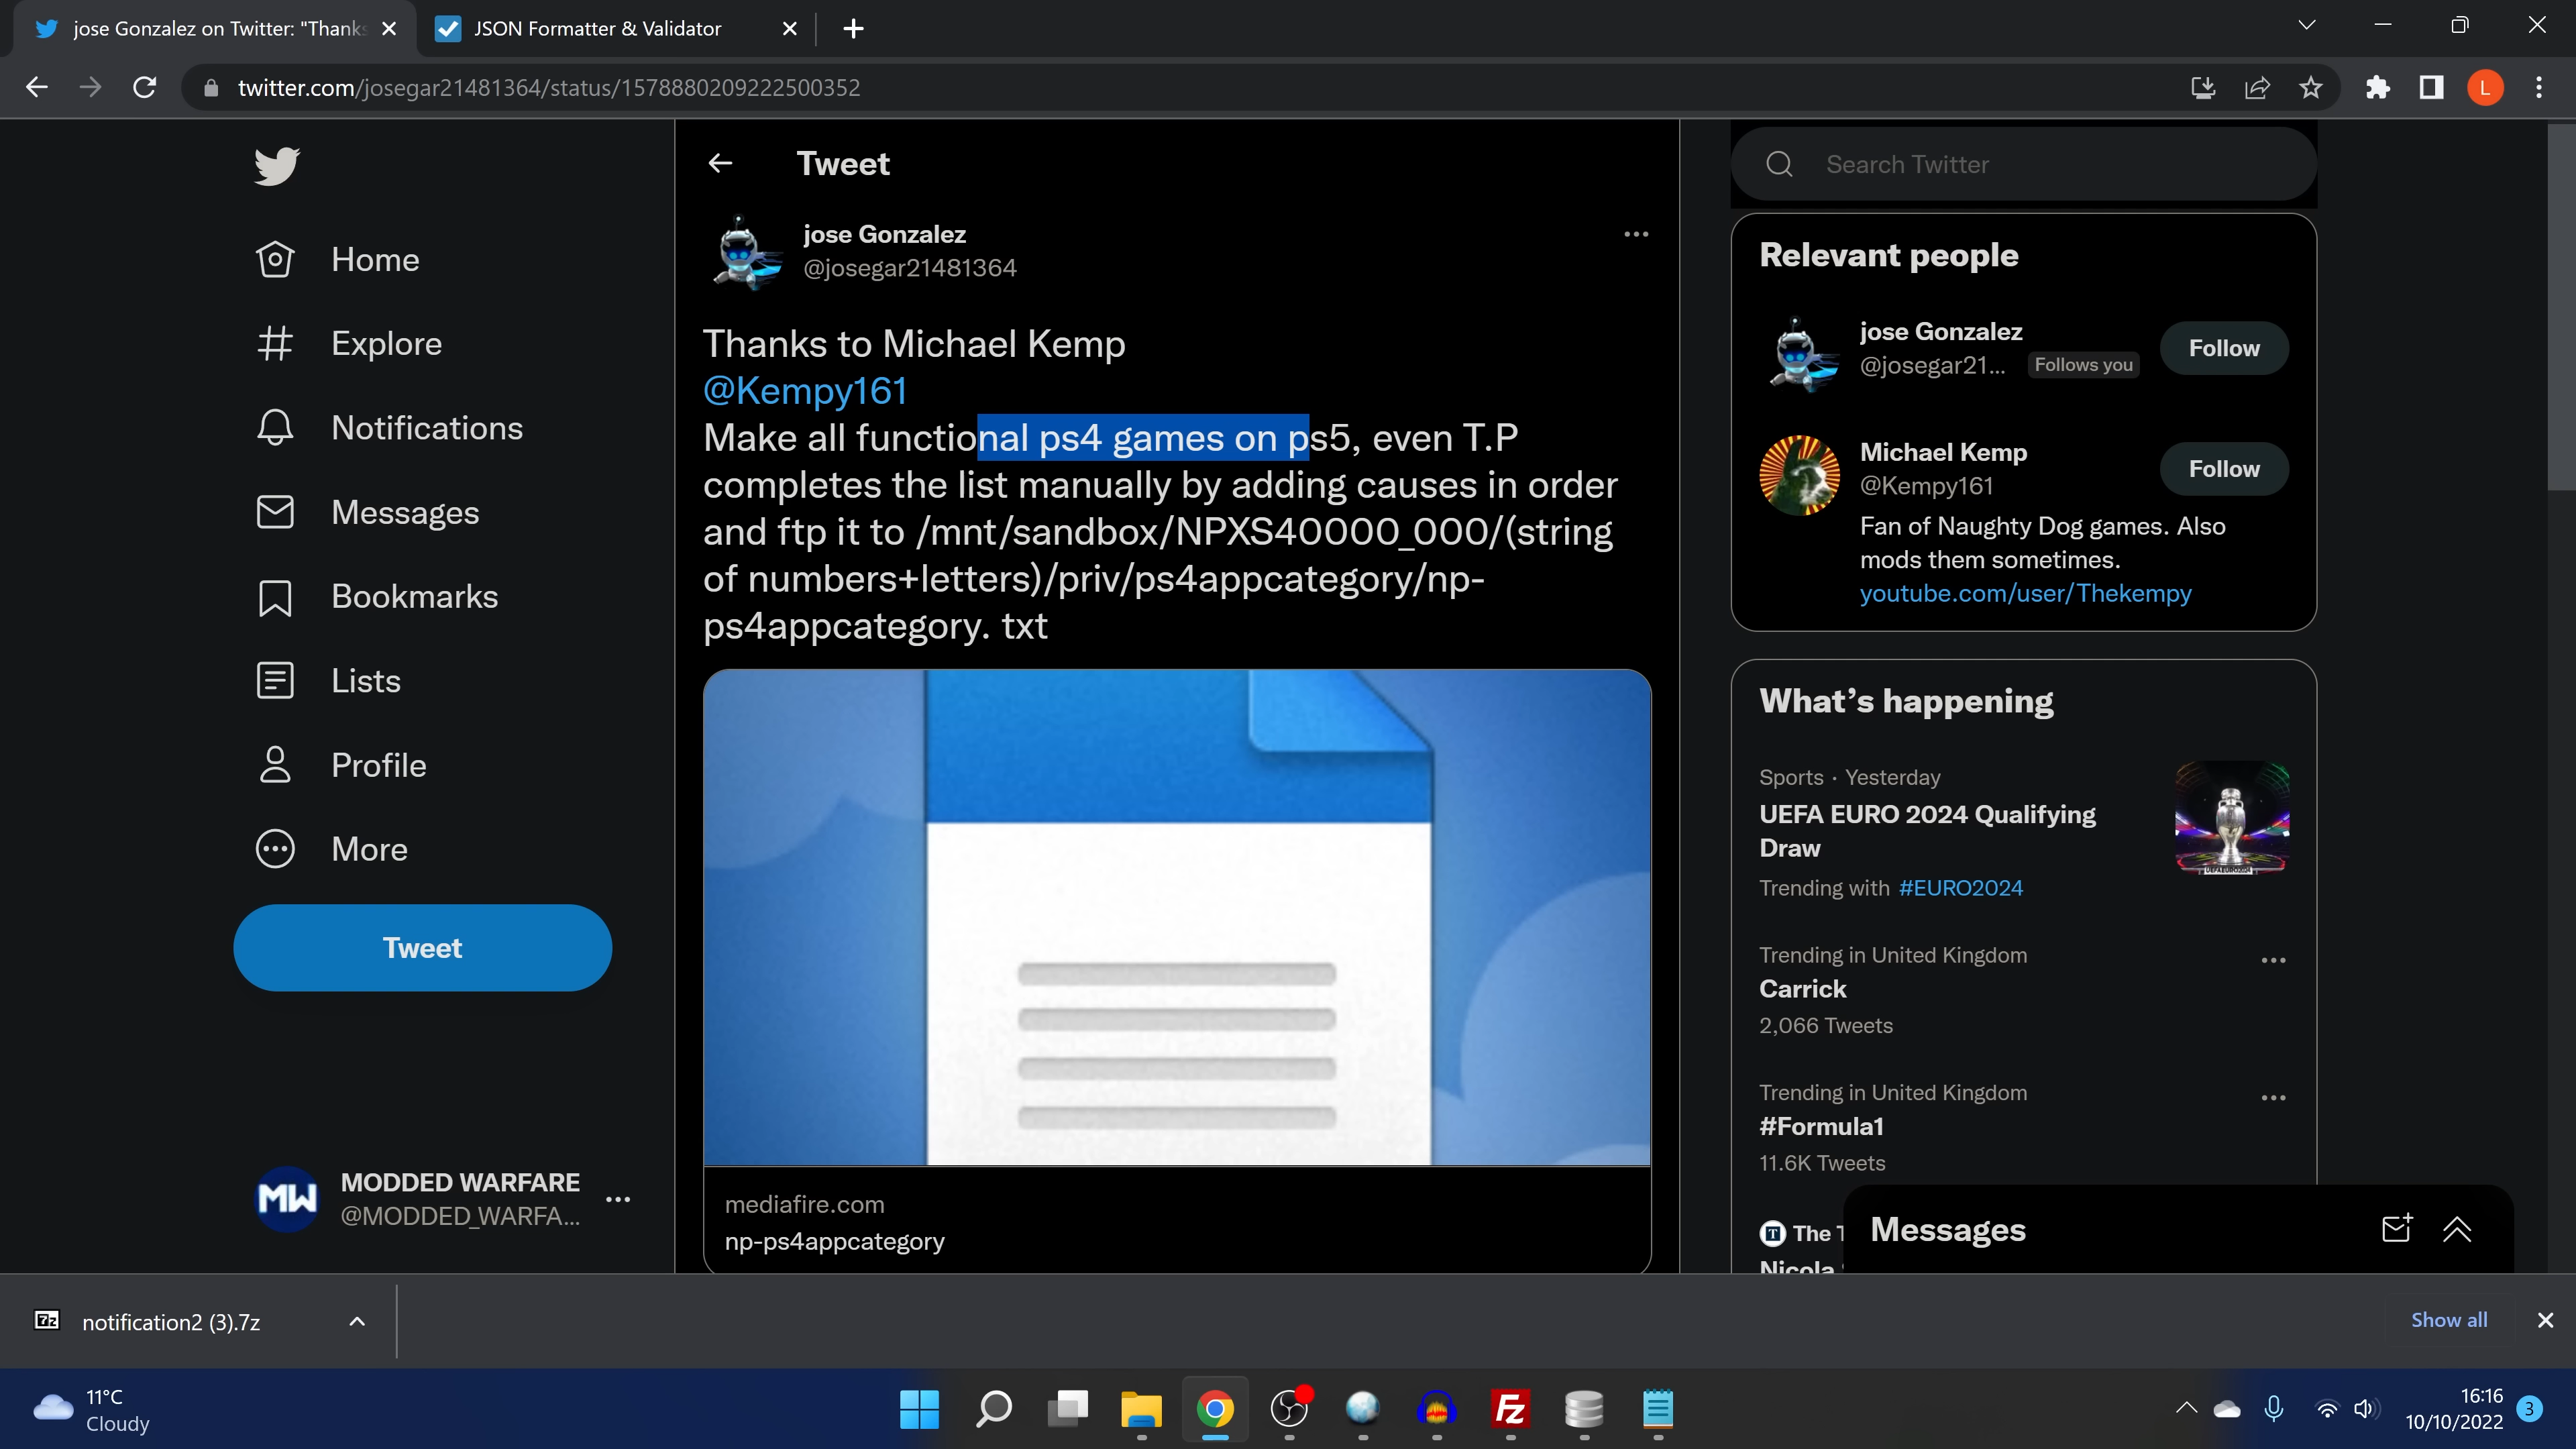 jose Gonzalez on Twitter: "Thanks
JSON Formatter & Validator
twitter.com/josegar21481364/status/1578880209222500352
L
Home
Explore
Notifications
Messages
Bookmarks
Lists
Profile
More
Tweet
MW
MODDED WARFARE
@MODDED_WARFA...
Tweet
jose Gonzalez
@josegar21481364
Thanks to Michael Kemp
@Kempy161
Make all functional ps4 games on ps5, even T.P
completes the list manually by adding causes in order
and ftp it to /mnt/sandbox/NPXS40000_000/(string
of numbers+letters)/priv/ps4appcategory/np-
ps4appcategory. txt
mediafire.com
np-ps4appcategory
Search Twitter
Relevant people
jose Gonzalez
@josegar21...
Follows you
Follow
Michael Kemp
@Kempy161
Follow
Fan of Naughty Dog games. Also
mods them sometimes.
youtube.com/user/Thekempy
What's happening
Sports · Yesterday
UEFA EURO 2024 Qualifying
Draw
Trending with #EURO2024
Trending in United Kingdom
Carrick
2,066 Tweets
Trending in United Kingdom
#Formula1
11.6K Tweets
The
Nicola
Messages
7z
notification2 (3).7z
Show all
11°C
Cloudy
Fz
16:16
10/10/2022
3